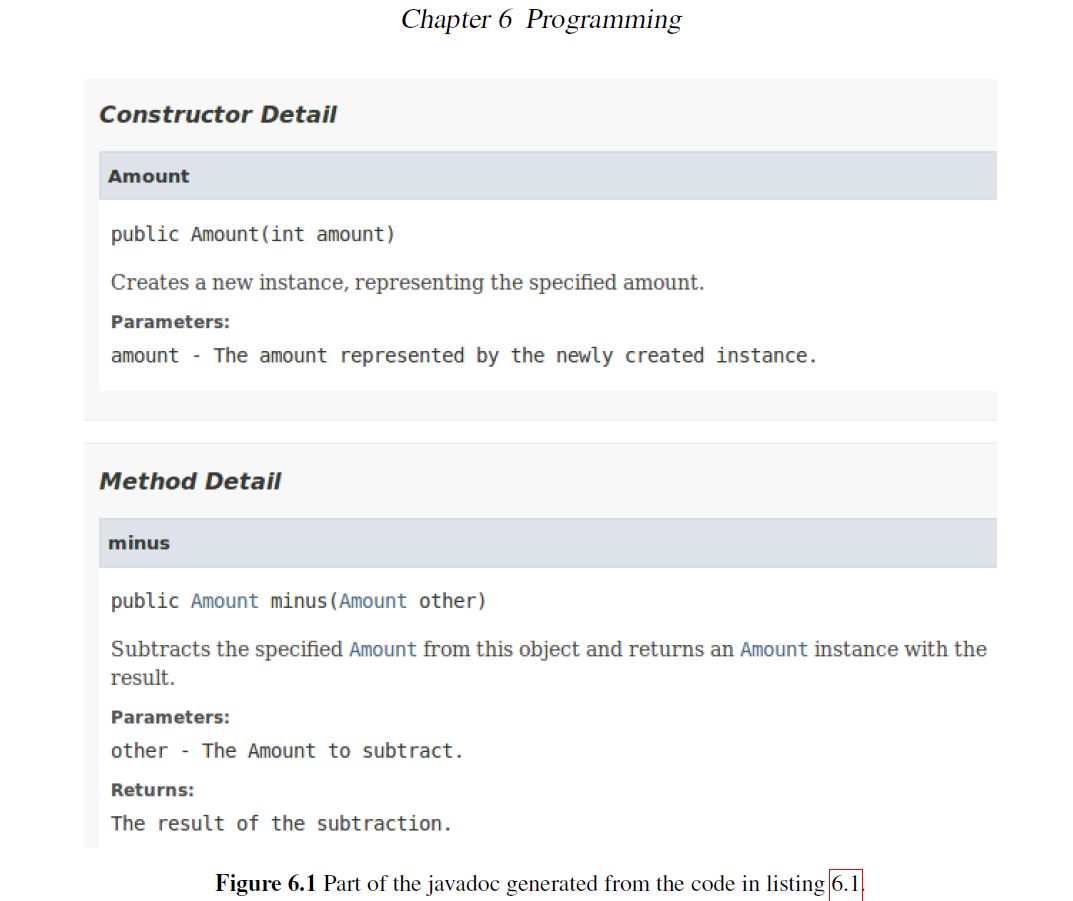 Chapter 6 Programming
Constructor Detail
Amount
public Amount(int amount)
Creates a new instance, representing the specified amount.
Parameters:
amount - The amount represented by the newly created instance.
Method Detail
minus
public Amount minus(Amount other)
Subtracts the specified Amount from this object and returns an Amount instance with the
result.
Parameters:
other - The Amount to subtract.
Returns:
The result of the subtraction.
Figure 6.1 Part of the javadoc generated from the code in listing 6.1.